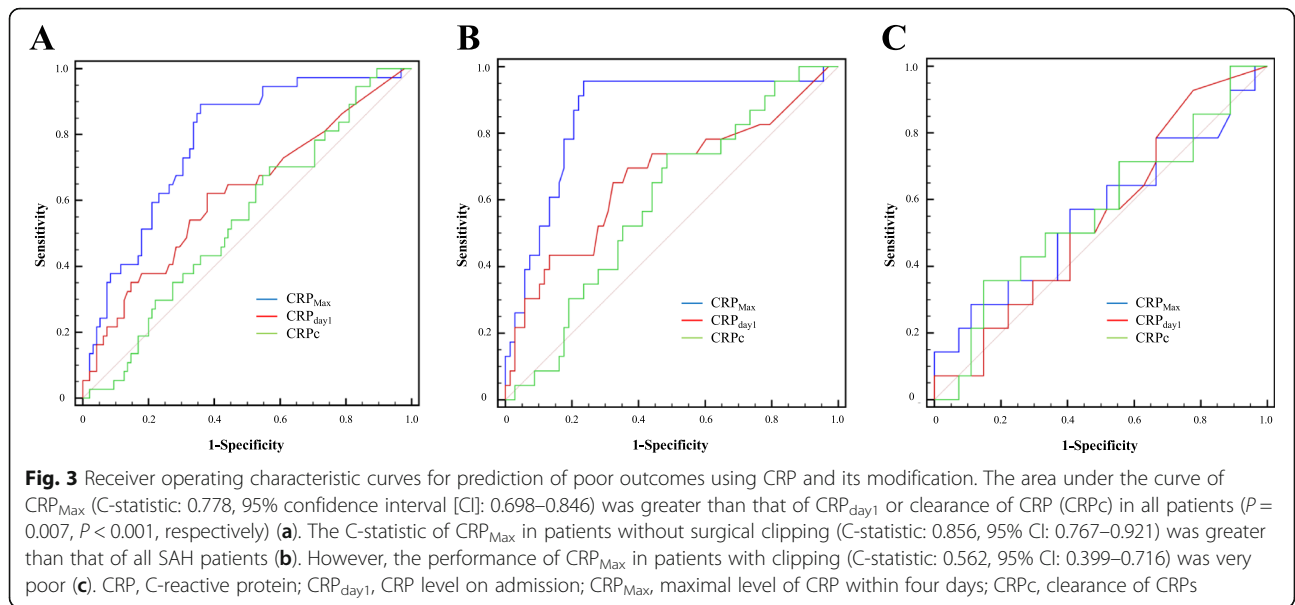 A
B
C
1.0
0.8
0.6
0.4
0.2
0
Sensitivity
CRPMax
CRPday1
CRPc
0.2 0.4 0.6 0.8 1.0
1-Specificity
1.0
0.8
0.6
0.4
0.2
0
Sensitivity
CRPMax
CRPday1
CRPc
0 0.2 0.4 0.6 0.8 1.0
1-Specificity
1.0
0.8
0.6
0.4
0.2
0
Sensitivity
CRPMax
CRPday1
CRPc
0 0.2 0.4 0.6 0.8 1.0
1-Specificity
Fig. 3 Receiver operating characteristic curves for prediction of poor outcomes using CRP and its modification. The area under the curve of
CRPMax (C-statistic: 0.778, 95% confidence interval [CI]: 0.698–0.846) was greater than that of CRPday1 or clearance of CRP (CRPc) in all patients (P =
0.007, P < 0.001, respectively) (a). The C-statistic of CRPMax in patients without surgical clipping (C-statistic: 0.856, 95% CI: 0.767–0.921) was greater
than that of all SAH patients (b). However, the performance of CRPMax in patients with clipping (C-statistic: 0.562, 95% CI: 0.399–0.716) was very
poor (c). CRP, C-reactive protein; CRPday1, CRP level on admission; CRPMax, maximal level of CRP within four days; CRPc, clearance of CRPs